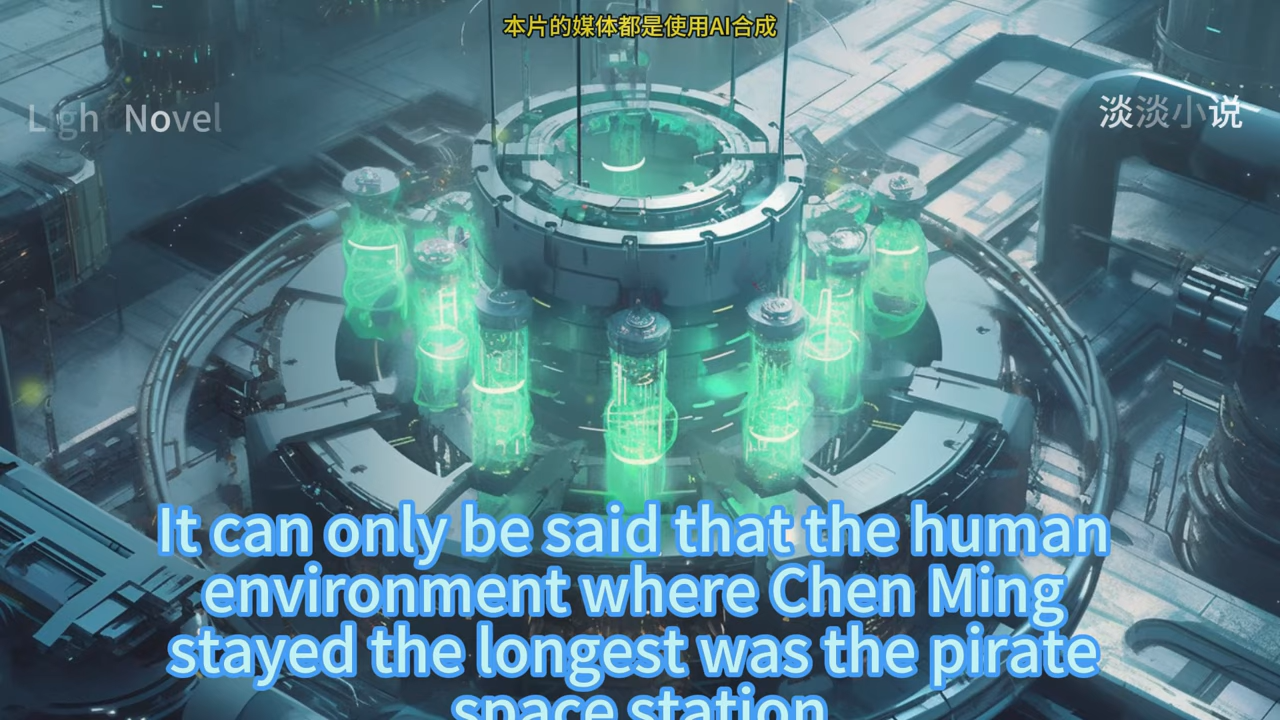 本片的媒体都是使用AI合成
Light Novel
淡淡小说
It can only be said that the human
environment where Chen Ming
stayed the longest was the pirate
space station